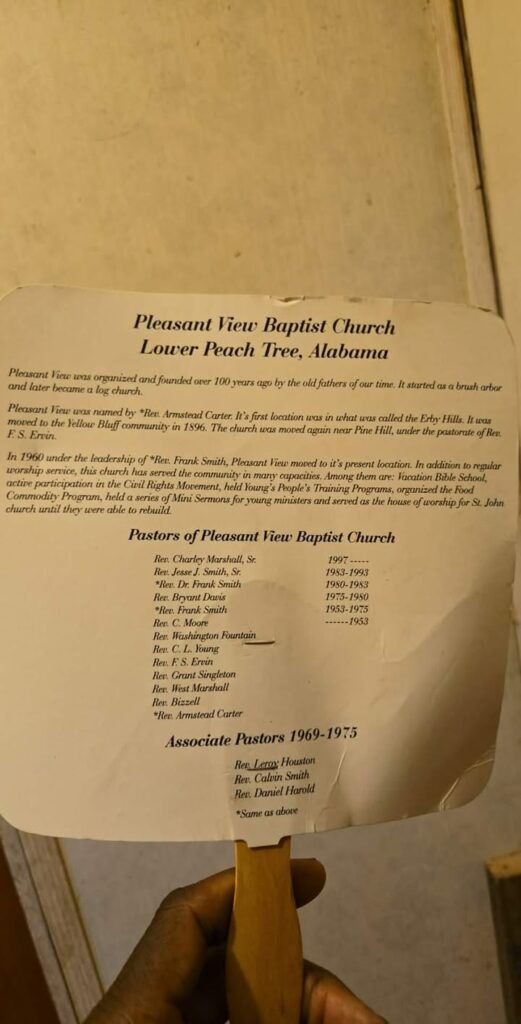 Pleasant View Baptist Church
Lower Peach Tree, Alabama
Pleasant View was organized and founded over 100 years ago by the old fathers of our time. It started as a brush arbor
and later became a log church.
Pleasant View was named by *Rev. Armstead Carter. It's first location was in what was called the Erby Hills. It was
moved to the Yellow Bluff community in 1896. The church was moved again near Pine Hill, under the pastorate of Rev.
F. S. Ervin.
In 1960 under the leadership of *Rev. Frank Smith, Pleasant View moved to it's present location. In addition to regular
worship service, this church has served the community in many capacities. Among them are: Vacation Bible School,
active participation in the Civil Rights Movement, held Young's People's Training Programs, organized the Food
Commodity Program, held a series of Mini Sermons for young ministers and served as the house of worship for St. John
church until they were able to rebuild.
Pastors of Pleasant View Baptist Church
Rev. Charley Marshall, Sr. 1997 -----
Rev. Jesse J. Smith, Sr. 1983-1993
*Rev. Dr. Frank Smith 1980-1983
Rev. Bryant Davis 1975-1980
*Rev. Frank Smith 1953-1975
Rev. C. Moore ------1953
Rev. Washington Fountain
Rev. C. L. Young
Rev. F. S. Ervin
Rev. Grant Singleton
Rev. West Marshall
Rev. Bizzell
*Rev. Armstead Carter
Associate Pastors 1969-1975
Rev. Leroy Houston
Rev. Calvin Smith
Rev. Daniel Harold
*Same as above